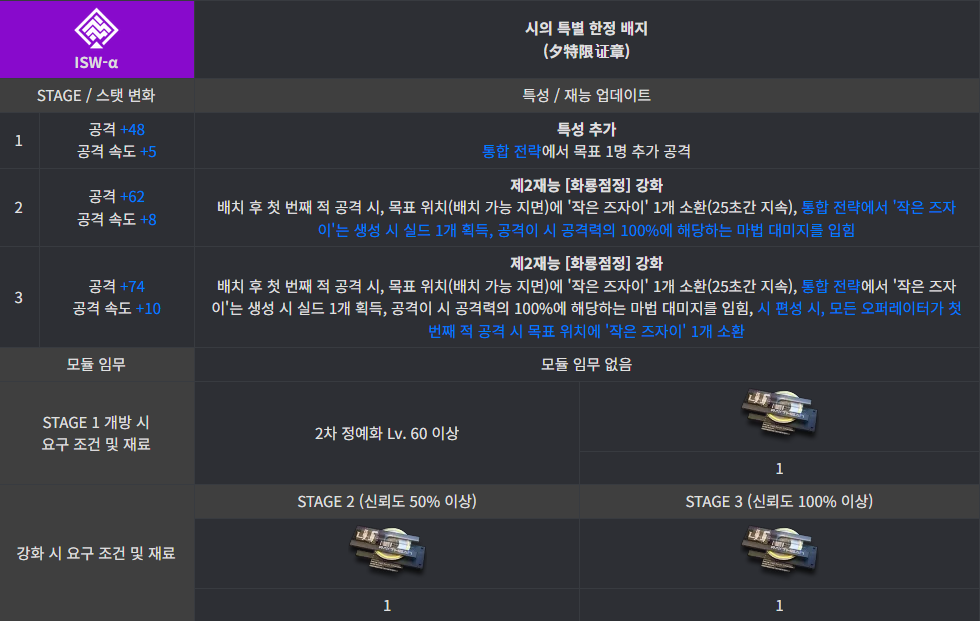 ISW-α
시의 특별 한정 배지
(夕特限证章)
STAGE / 스탯 변화
특성 / 재능 업데이트
1
공격 +48
공격 속도 +5
특성 추가
통합 전략에서 목표 1명 추가 공격
2
공격 +62
공격 속도 +8
제2재능 [화룡점정] 강화
배치 후 첫 번째 적 공격 시, 목표 위치(배치 가능 지면)에 '작은 즈자이' 1개 소환(25초간 지속), 통합 전략에서 '작은 즈자
이'는 생성 시 실드 1개 획득, 공격이 시 공격력의 100%에 해당하는 마법 대미지를 입힘
3
공격 +74
공격 속도 +10
제2재능 [화룡점정] 강화
배치 후 첫 번째 적 공격 시, 목표 위치(배치 가능 지면)에 '작은 즈자이' 1개 소환(25초간 지속), 통합 전략에서 '작은 즈자
이'는 생성 시 실드 1개 획득, 공격이 시 공격력의 100%에 해당하는 마법 대미지를 입힘, 시 편성 시, 모든 오퍼레이터가 첫
번째 적 공격 시 목표 위치에 '작은 즈자이' 1개 소환
모듈 임무
모듈 임무 없음
STAGE 1 개방 시
요구 조건 및 재료
2차 정예화 Lv. 60 이상
1
강화 시 요구 조건 및 재료
STAGE 2 (신뢰도 50% 이상)
STAGE 3 (신뢰도 100% 이상)
1
1